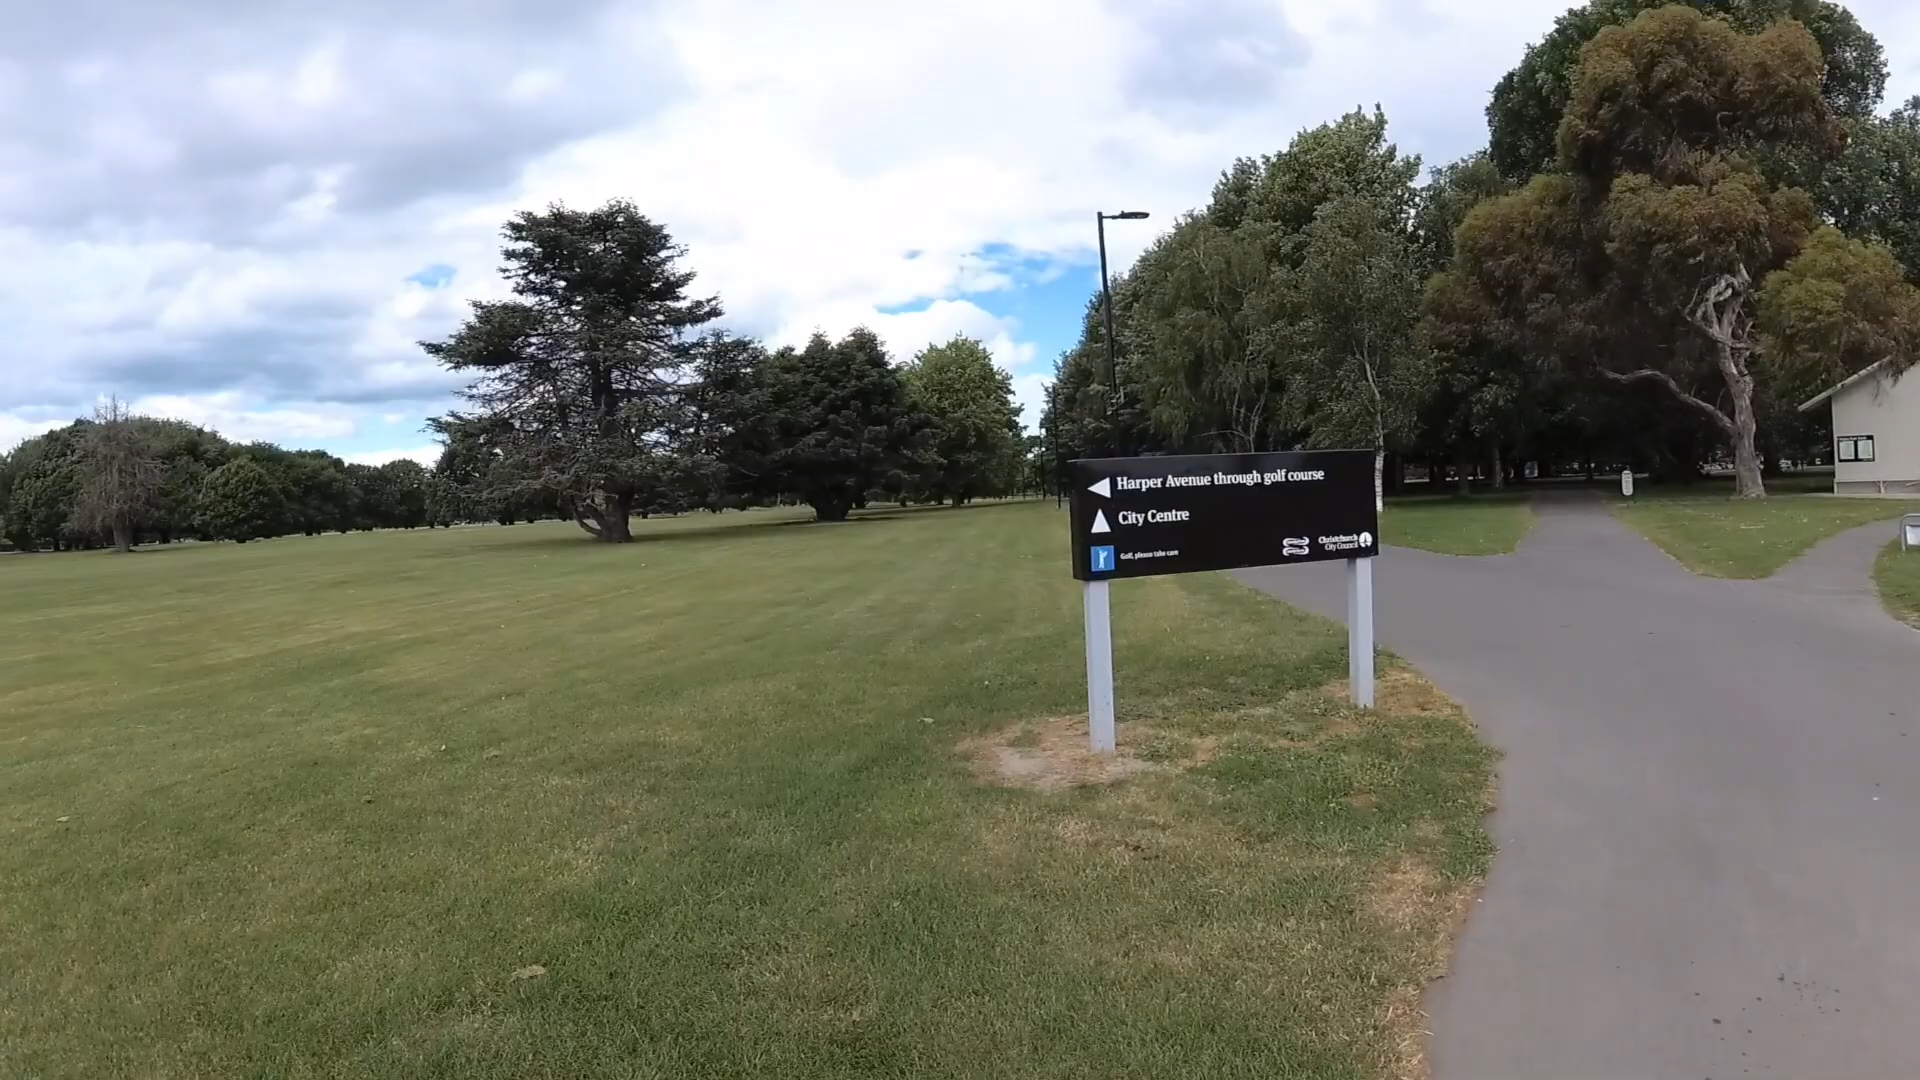 Harper Avenue through golf course
City Centre
Golf, please take care
Christchurch
City Council